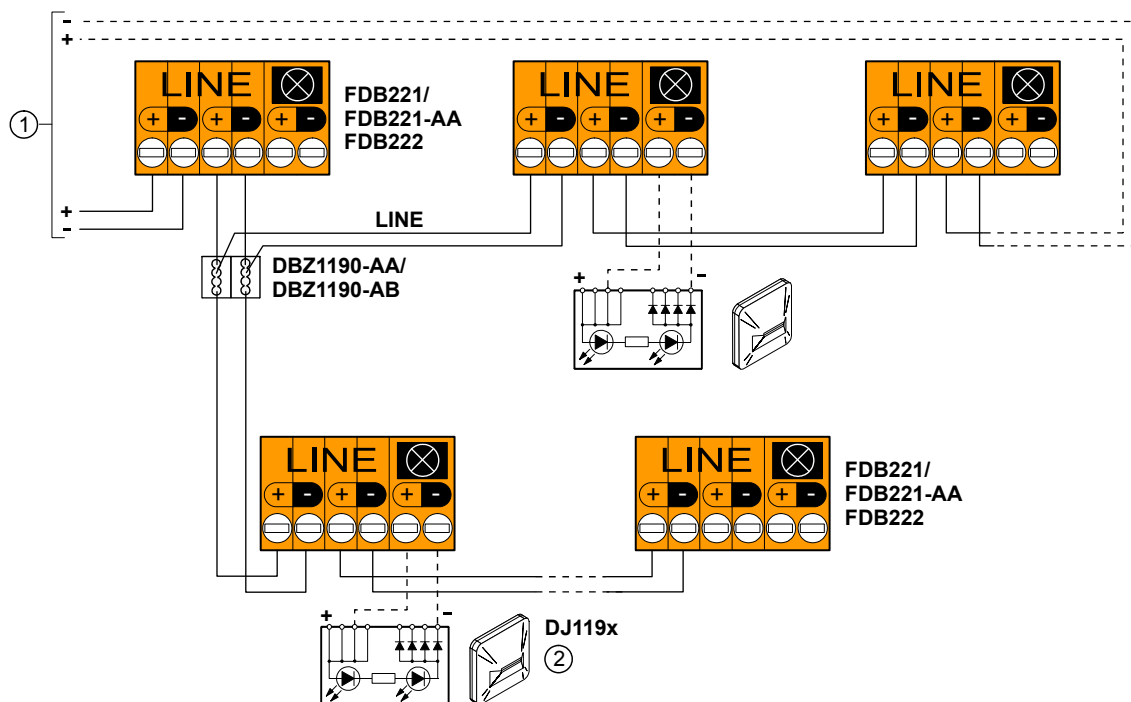 -
+
1
LINE
+ - + - + -
FDB221/
FDB221-AA
FDB222
LINE
+ - + - + -
LINE
+ - + - + -
+
-
LINE
DBZ1190-AA/
DBZ1190-AB
+ -
LINE
+ - + - + -
LINE
+ - + - + -
FDB221/
FDB221-AA
FDB222
+ -
DJ119x
2